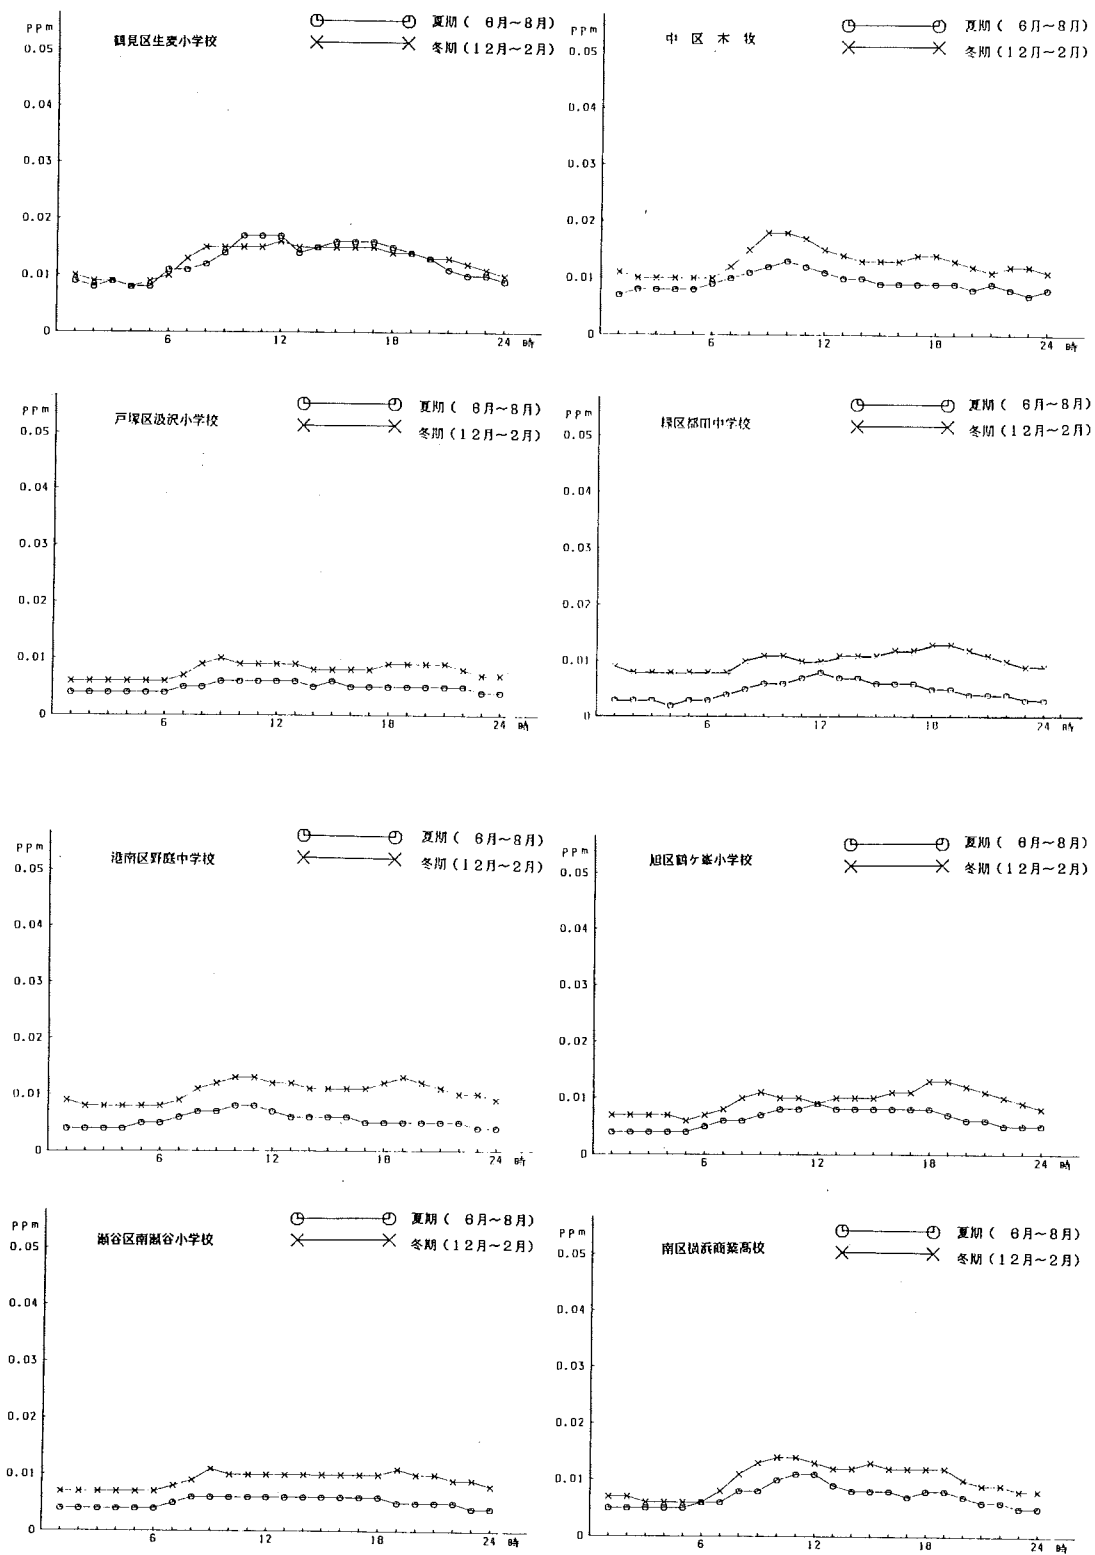 ppm
鶴見区生麦小学校
夏期( 6月~8月)
冬期(12月~2月)
0.05
0.04
0.03
0.02
0.01
0
6
12
18
24
時
ppm
中区本牧
夏期( 6月~8月)
冬期(12月~2月)
0.05
0.04
0.03
0.02
0.01
0
6
12
18
24
時
ppm
戸塚区汲沢小学校
夏期( 6月~8月)
冬期(12月~2月)
0.05
0.04
0.03
0.02
0.01
0
6
12
18
24
時
ppm
緑区都田中学校
夏期( 6月~8月)
冬期(12月~2月)
0.05
0.04
0.03
0.02
0.01
0
6
12
18
24
時
ppm
港南区野庭中学校
夏期( 6月~8月)
冬期(12月~2月)
0.05
0.04
0.03
0.02
0.01
0
6
12
18
24
時
ppm
旭区鶴ケ峯小学校
夏期( 6月~8月)
冬期(12月~2月)
0.05
0.04
0.03
0.02
0.01
0
6
12
18
24
時
ppm
瀬谷区南瀬谷小学校
夏期( 6月~8月)
冬期(12月~2月)
0.05
0.04
0.03
0.02
0.01
0
6
12
18
24
時
ppm
南区横浜商業高校
夏期( 6月~8月)
冬期(12月~2月)
0.05
0.04
0.03
0.02
0.01
0
6
12
18
24
時